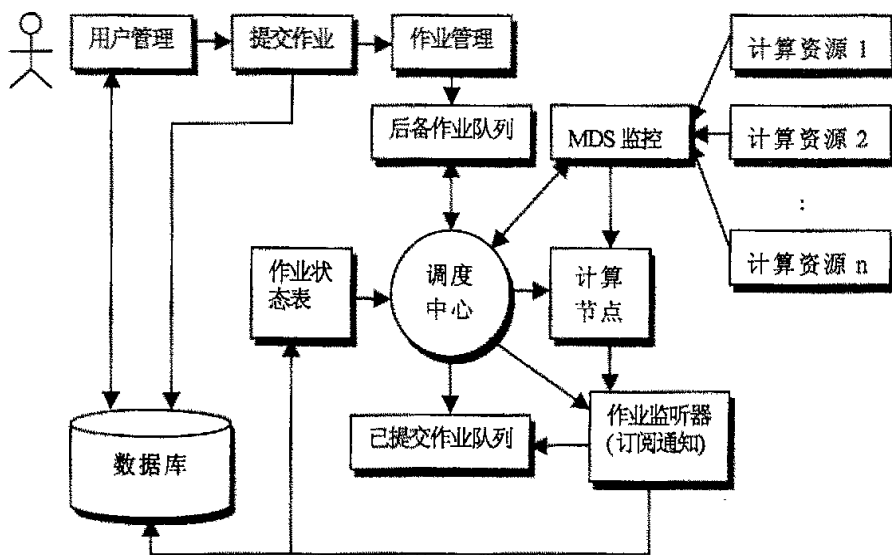 用户管理
提交作业
作业管理
计算资源 1
后备作业队列
MDS 监控
计算资源 2
:
计算资源 n
作业状
态表
调度
中心
计算
节点
已提交作业队列
作业监听器
(订阅通知)
数据库